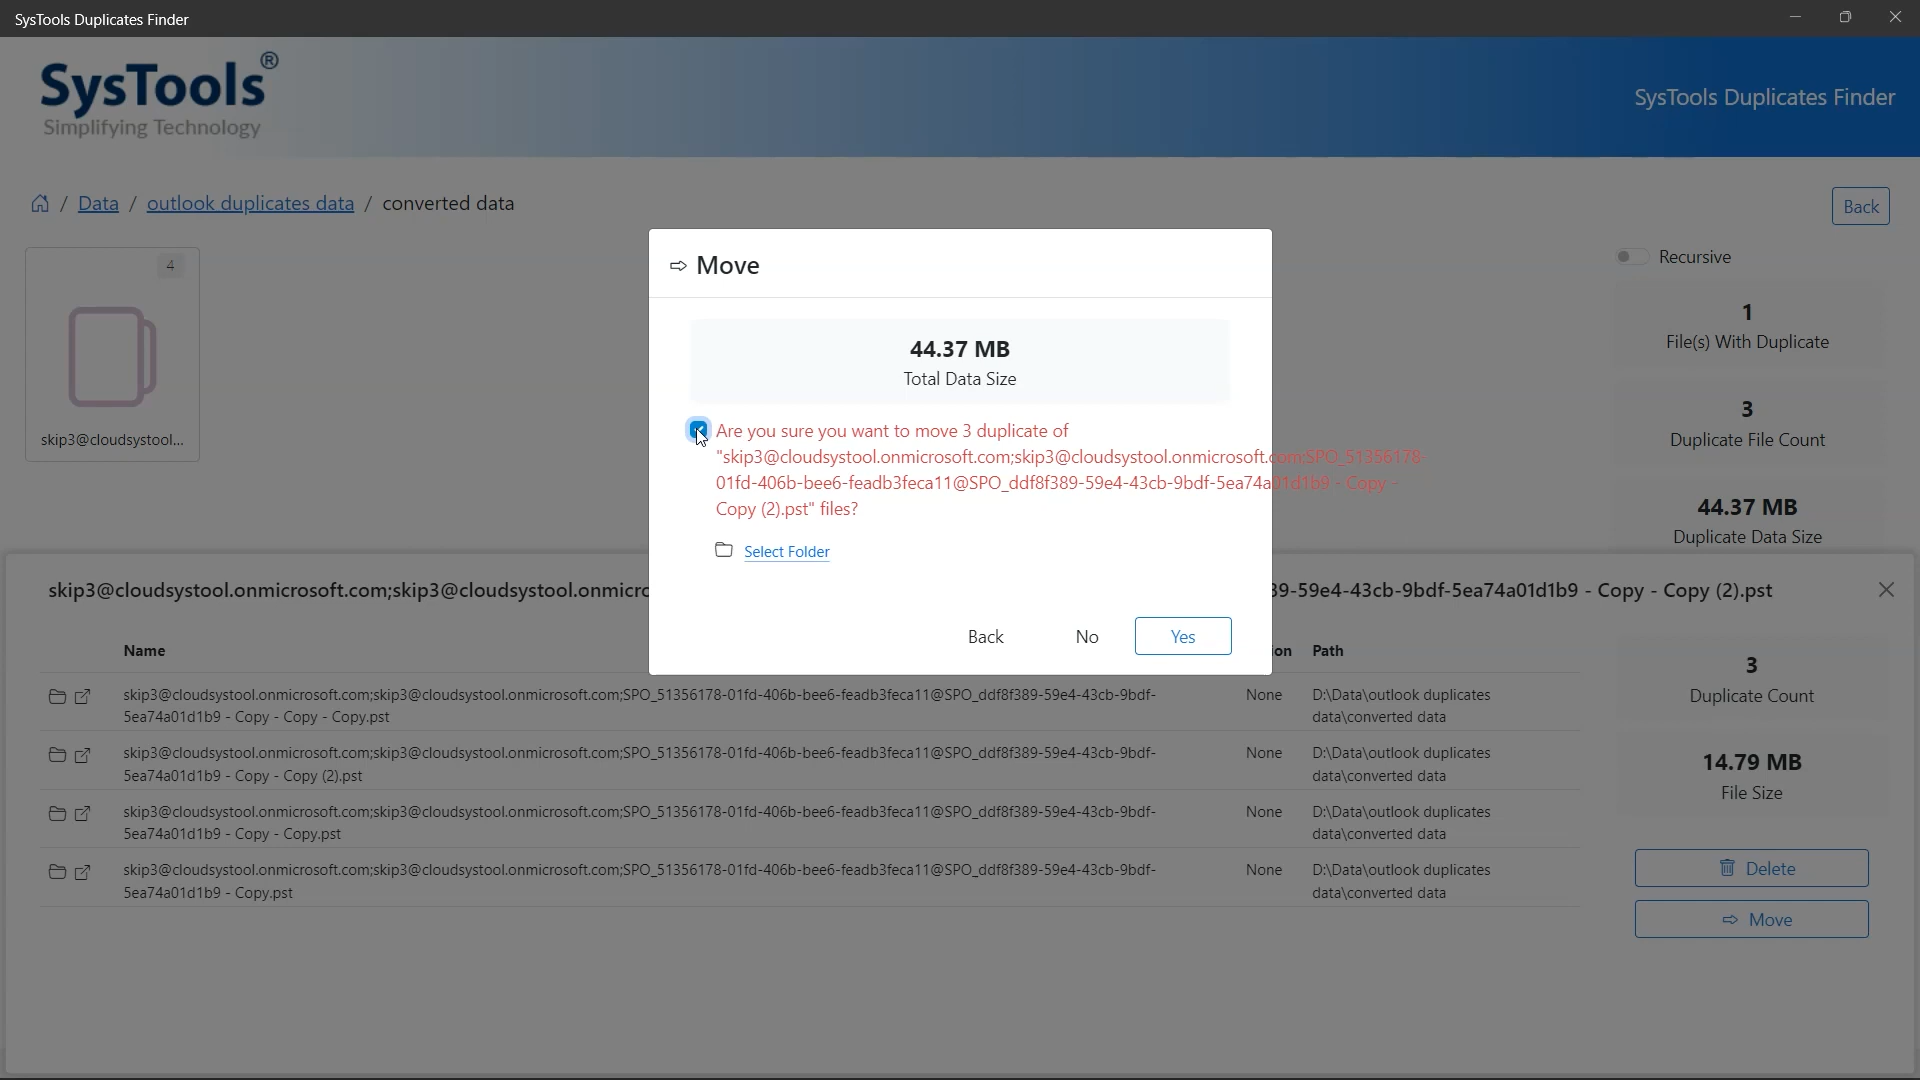 SysTools Duplicates Finder
SysTools®
Simplifying Technology
SysTools Duplicates Finder
/ Data / outlook duplicates data / converted data
Back
4
skip3@cloudsystool...
Recursive
1
File(s) With Duplicate
3
Duplicate File Count
44.37 MB
Duplicate Data Size
⇨ Move
44.37 MB
Total Data Size
Are you sure you want to move 3 duplicate of
"skip3@cloudsystool.onmicrosoft.com;skip3@cloudsystool.onmicrosoft.com;SPO_51356178-
01fd-406b-bee6-feadb3feca11@SPO_ddf8f389-59e4-43cb-9bdf-5ea74a01d1b9 - Copy -
Copy (2).pst" files?
Select Folder
Back
No
Yes
skip3@cloudsystool.onmicrosoft.com;skip3@cloudsystool.onmicro
39-59e4-43cb-9bdf-5ea74a01d1b9 - Copy - Copy (2).pst
Name
ion
Path
skip3@cloudsystool.onmicrosoft.com;skip3@cloudsystool.onmicrosoft.com;SPO_51356178-01fd-406b-bee6-feadb3feca11@SPO_ddf8f389-59e4-43cb-9bdf-
5ea74a01d1b9 - Copy - Copy - Copy.pst
None
D:\Data\outlook duplicates
data\converted data
skip3@cloudsystool.onmicrosoft.com;skip3@cloudsystool.onmicrosoft.com;SPO_51356178-01fd-406b-bee6-feadb3feca11@SPO_ddf8f389-59e4-43cb-9bdf-
5ea74a01d1b9 - Copy - Copy (2).pst
None
D:\Data\outlook duplicates
data\converted data
skip3@cloudsystool.onmicrosoft.com;skip3@cloudsystool.onmicrosoft.com;SPO_51356178-01fd-406b-bee6-feadb3feca11@SPO_ddf8f389-59e4-43cb-9bdf-
5ea74a01d1b9 - Copy - Copy.pst
None
D:\Data\outlook duplicates
data\converted data
skip3@cloudsystool.onmicrosoft.com;skip3@cloudsystool.onmicrosoft.com;SPO_51356178-01fd-406b-bee6-feadb3feca11@SPO_ddf8f389-59e4-43cb-9bdf-
5ea74a01d1b9 - Copy.pst
None
D:\Data\outlook duplicates
data\converted data
3
Duplicate Count
14.79 MB
File Size
Delete
⇨ Move